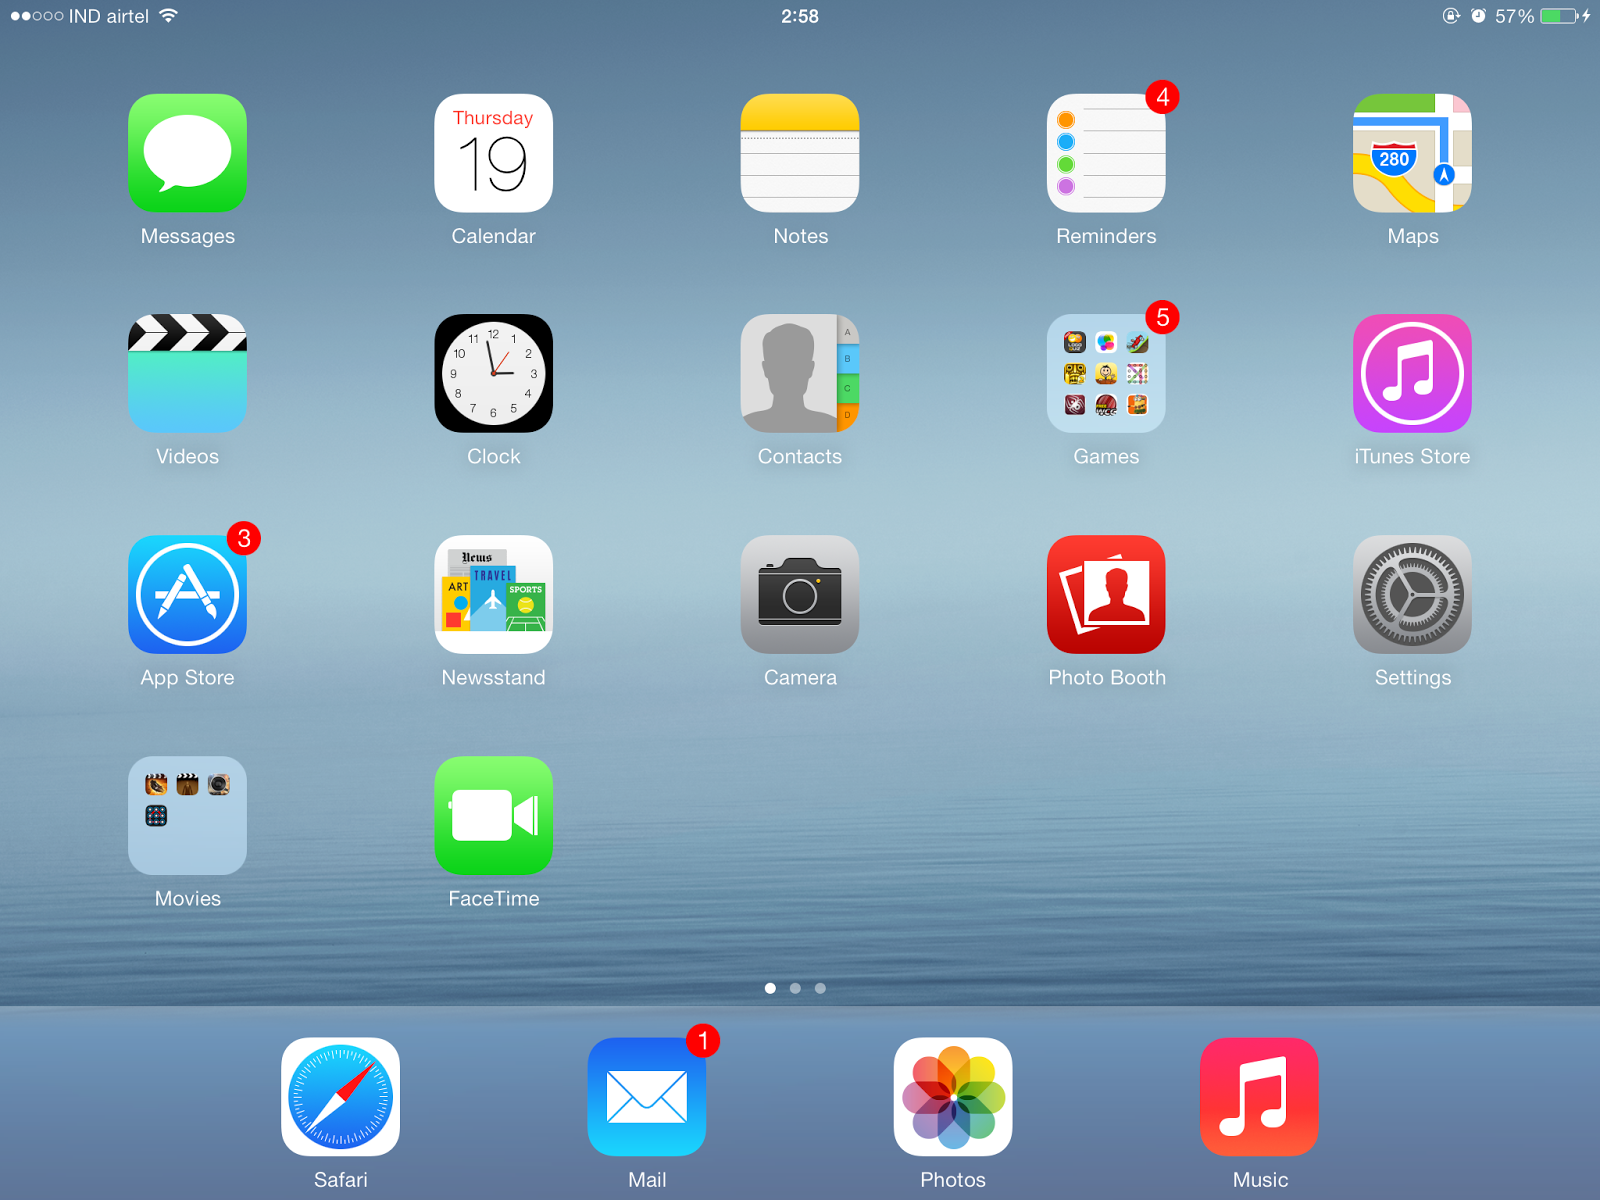 IND airtel
2:58
57%
Thursday
19
4
280
Messages
Calendar
Notes
Reminders
Maps
11 12 1
10 2
9 3
8 4
7 6 5
A
B
C
D
5
Videos
Clock
Contacts
Games
iTunes Store
3
News
TRAVEL
ART
SPORTS
App Store
Newsstand
Camera
Photo Booth
Settings
Movies
FaceTime
1
Safari
Mail
Photos
Music